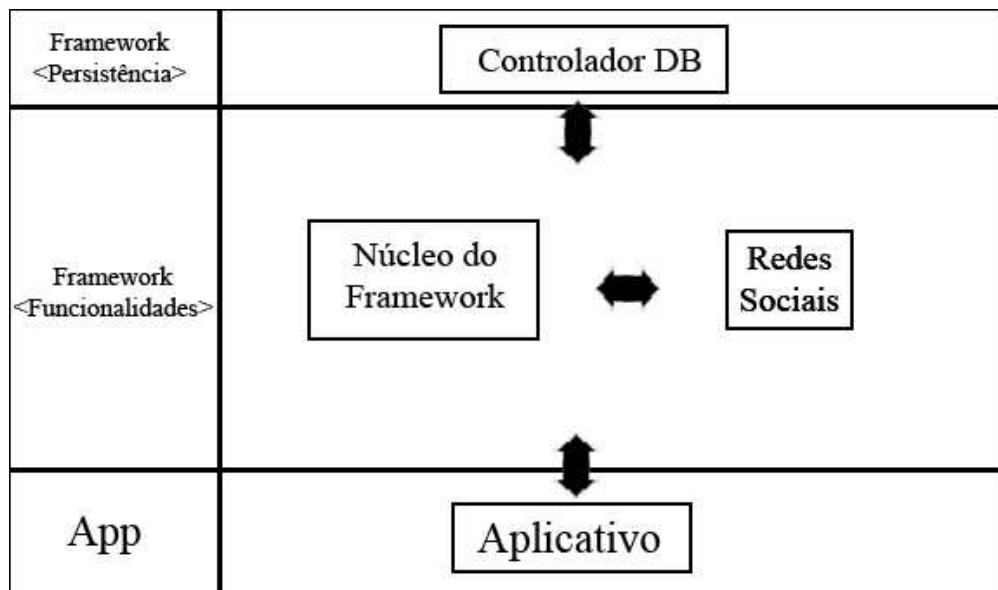 Framework
<Persistência>
Controlador DB
Framework
<Funcionalidades>
Núcleo do
Framework
Redes
Sociais
App
Aplicativo